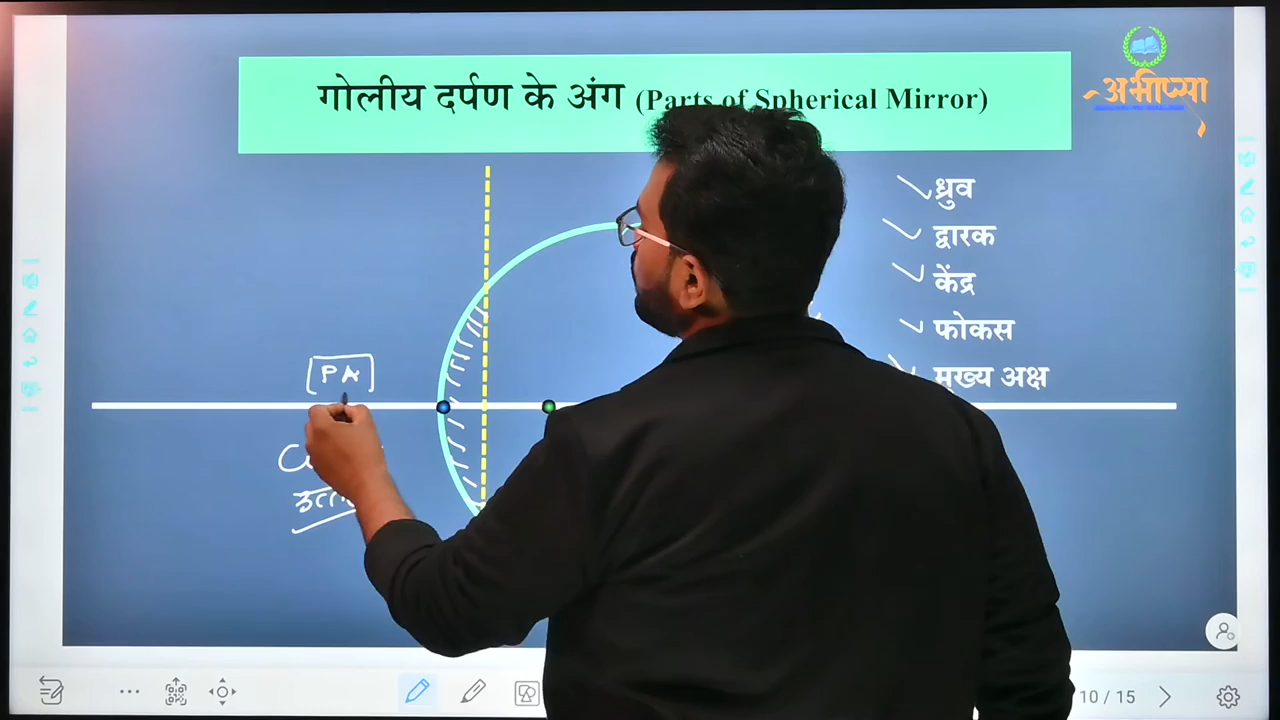 गोलीय दर्पण के अंग (Parts of Spherical Mirror)
अभीप्सा
ध्रुव
द्वारक
केंद्र
फोकस
मुख्य अक्ष
PA
10 / 15